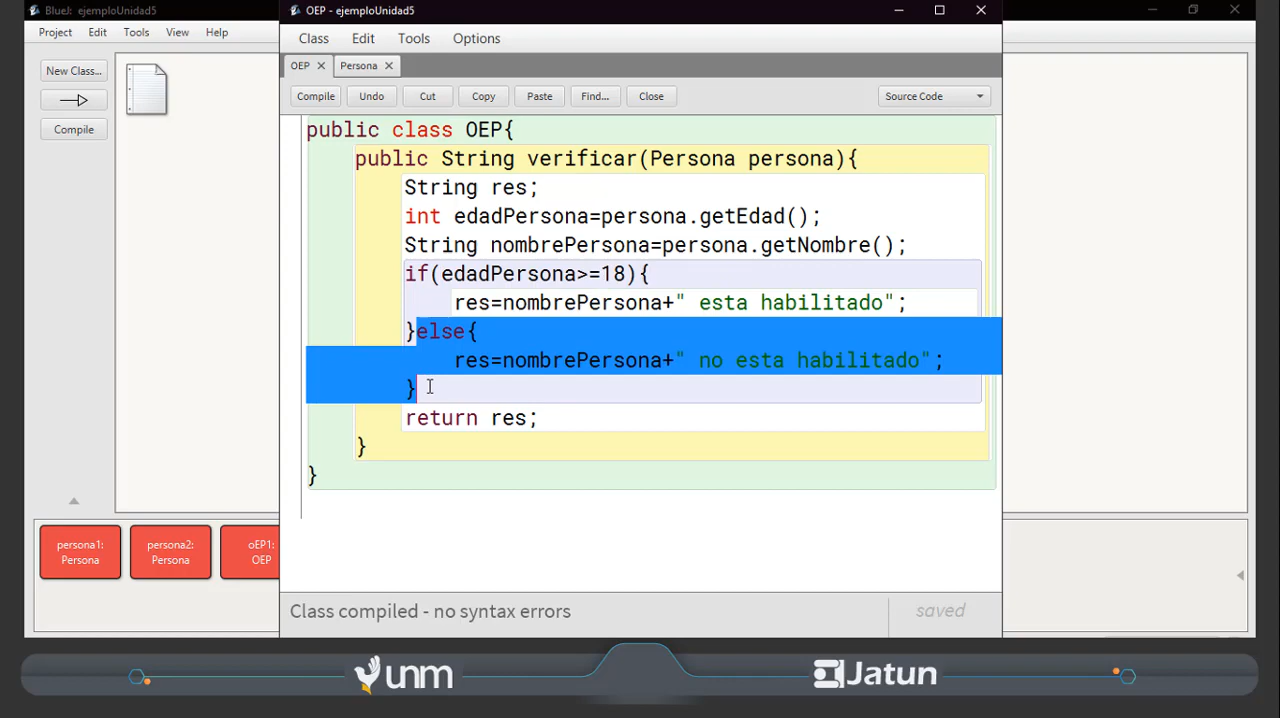 BlueJ: ejemploUnidad5
Project Edit Tools View Help
New Class...
Compile
OEP - ejemploUnidad5
Class Edit Tools Options
OEP Persona
Compile Undo Cut Copy Paste Find... Close Source Code
public class OEP{
public String verificar(Persona persona){
String res;
int edadPersona=persona.getEdad();
String nombrePersona=persona.getNombre();
if(edadPersona>=18){
res=nombrePersona+" esta habilitado";
}else{
res=nombrePersona+" no esta habilitado";
}
return res;
}
}
persona1:
Persona
persona2:
Persona
oEP1:
OEP
Class compiled - no syntax errors
saved
unm
Jatun